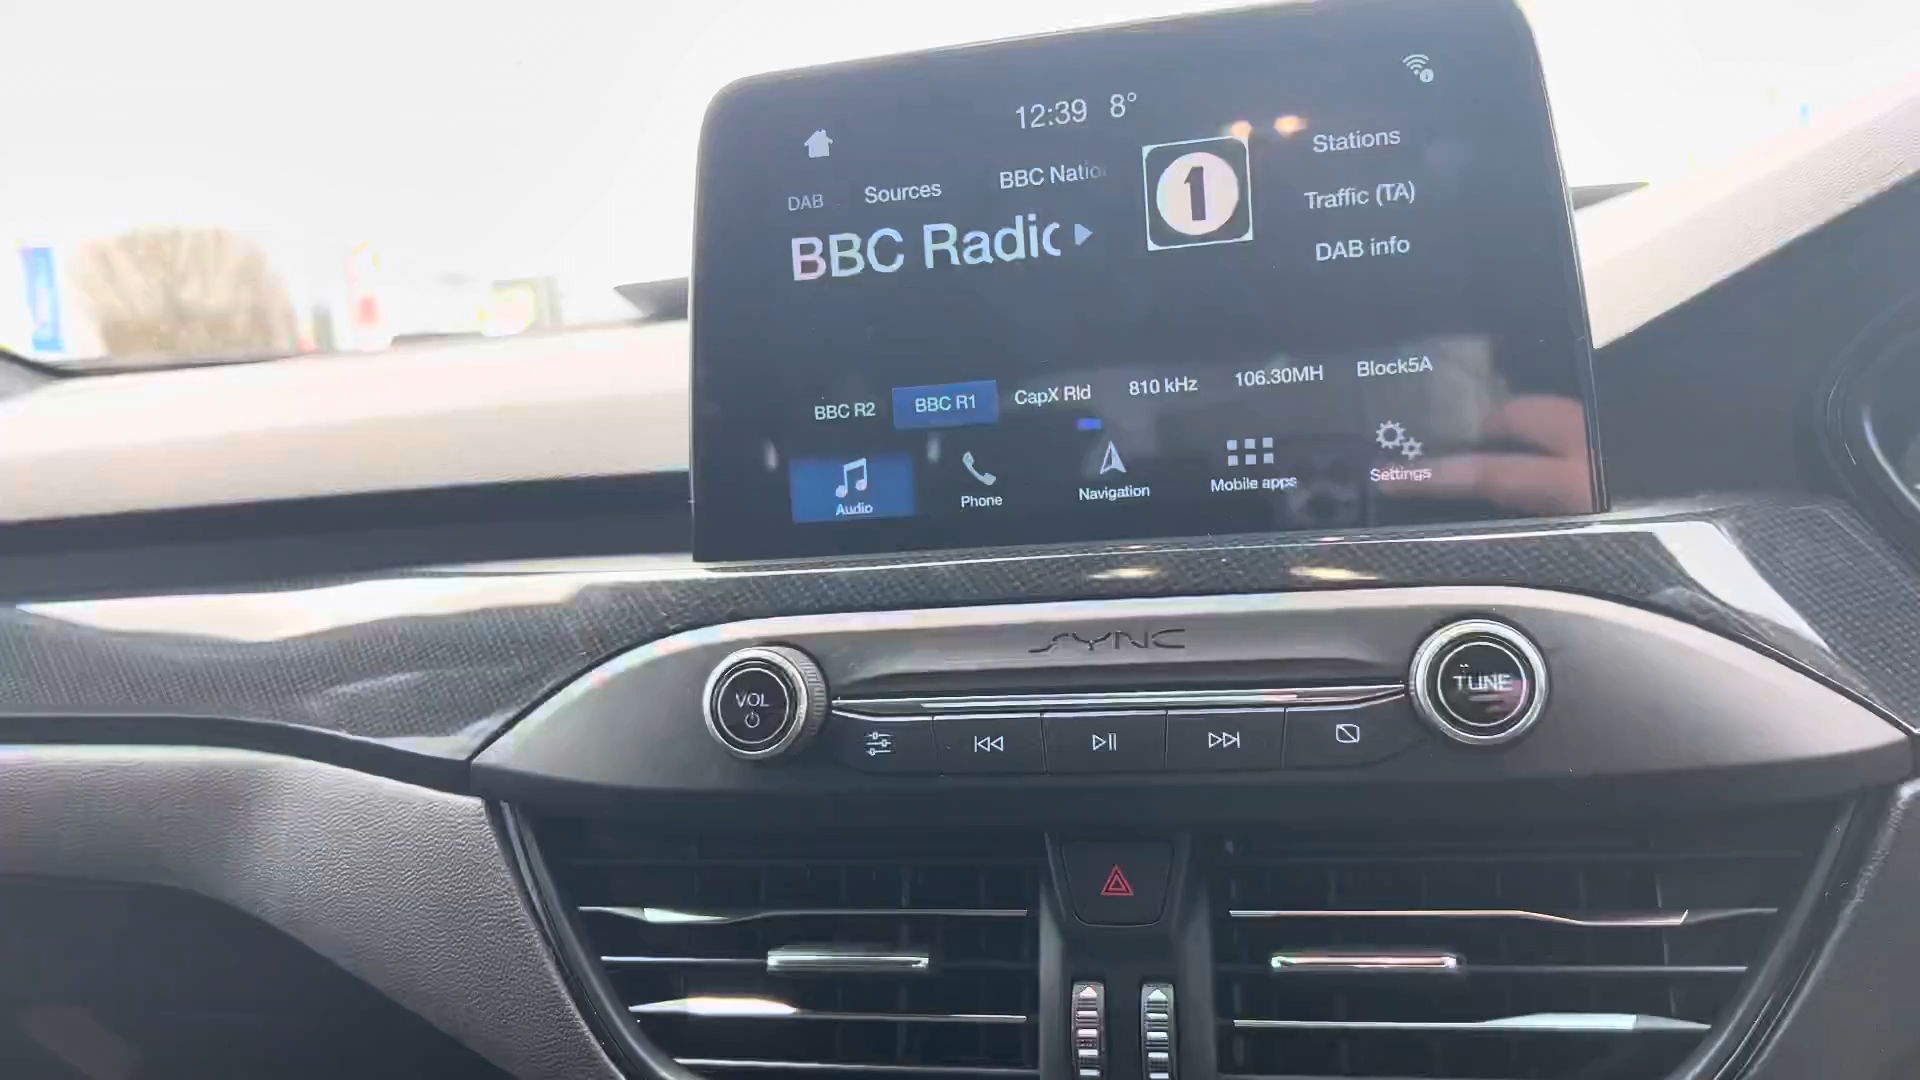 12:39 8°
DAB Sources BBC Natio
Stations
BBC Radio
1
Traffic (TA)
DAB info
BBC R2 BBC R1 CapX Rld 810 kHz 106.30MH Block5A
Audio Phone Navigation Mobile apps Settings
SYNC
VOL
TUNE